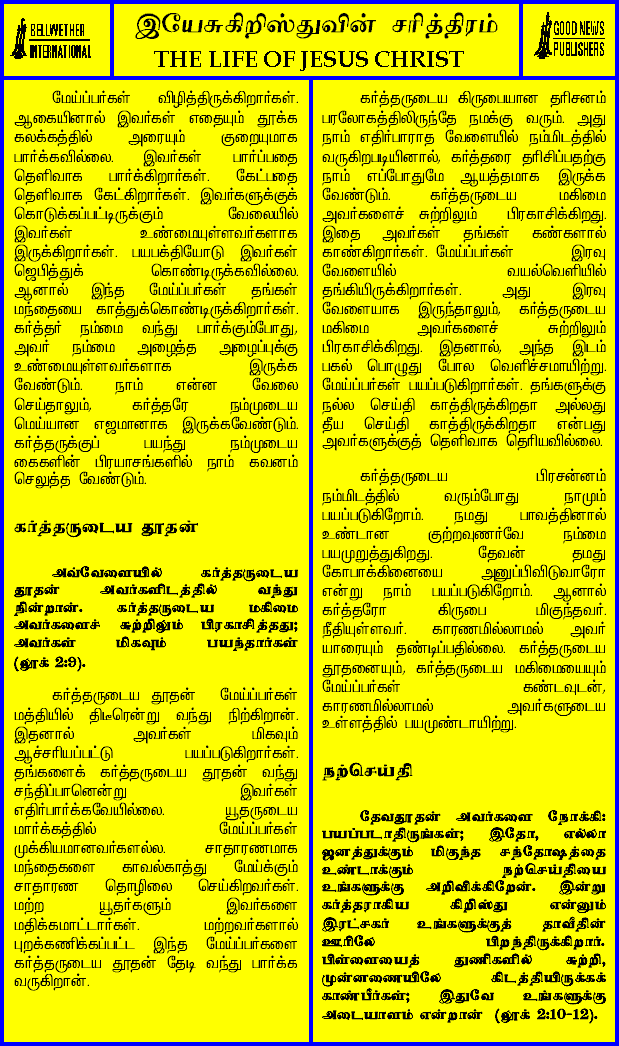 BELLWETHER
INTERNATIONAL
இயேசுகிறிஸ்துவின் சரித்திரம்
THE LIFE OF JESUS CHRIST
GOOD NEWS
PUBLISHERS
மேய்ப்பர்கள் விழித்திருக்கிறார்கள்.
ஆகையினால் இவர்கள் எதையும் தூக்க
கலக்கத்தில் அரையும் குறையுமாக
பார்க்கவில்லை. இவர்கள் பார்ப்பதை
தெளிவாக பார்க்கிறார்கள். கேட்பதை
தெளிவாக கேட்கிறார்கள். இவர்களுக்குக்
கொடுக்கப்பட்டிருக்கும் வேலையில்
இவர்கள் உண்மையுள்ளவர்களாக
இருக்கிறார்கள். பயபக்தியோடு இவர்கள்
ஜெபித்துக் கொண்டிருக்கவில்லை.
ஆனால் இந்த மேய்ப்பர்கள் தங்கள்
மந்தையை காத்துக்கொண்டிருக்கிறார்கள்.
கர்த்தர் நம்மை வந்து பார்க்கும்போது,
அவர் நம்மை அழைத்த அழைப்புக்கு
உண்மையுள்ளவர்களாக இருக்க
வேண்டும். நாம் என்ன வேலை
செய்தாலும், கர்த்தரே நம்முடைய
மெய்யான எஜமானாக இருக்கவேண்டும்.
கர்த்தருக்குப் பயந்து நம்முடைய
கைகளின் பிரயாசங்களில் நாம் கவனம்
செலுத்த வேண்டும்.
கர்த்தருடைய தூதன்
அவ்வேளையில் கர்த்தருடைய
தூதன் அவர்களிடத்தில் வந்து
நின்றான். கர்த்தருடைய மகிமை
அவர்களைச் சுற்றிலும் பிரகாசித்தது;
அவர்கள் மிகவும் பயந்தார்கள்
(லூக் 2:9).
கர்த்தருடைய தூதன் மேய்ப்பர்கள்
மத்தியில் திடீரென்று வந்து நிற்கிறான்.
இதனால் அவர்கள் மிகவும்
ஆச்சரியப்பட்டு பயப்படுகிறார்கள்.
தங்களைக் கர்த்தருடைய தூதன் வந்து
சந்திப்பானென்று இவர்கள்
எதிர்பார்க்கவேயில்லை. யூதருடைய
மார்க்கத்தில் மேய்ப்பர்கள்
முக்கியமானவர்களல்ல. சாதாரணமாக
மந்தைகளை காவல்காத்து மேய்க்கும்
சாதாரண தொழிலை செய்கிறவர்கள்.
மற்ற யூதர்களும் இவர்களை
மதிக்கமாட்டார்கள். மற்றவர்களால்
புறக்கணிக்கப்பட்ட இந்த மேய்ப்பர்களை
கர்த்தருடைய தூதன் தேடி வந்து பார்க்க
வருகிறான்.
கர்த்தருடைய கிருபையான தரிசனம்
பரலோகத்திலிருந்தே நமக்கு வரும். அது
நாம் எதிர்பாராத வேளையில் நம்மிடத்தில்
வருகிறபடியினால், கர்த்தரை தரிசிப்பதற்கு
நாம் எப்போதுமே ஆயத்தமாக இருக்க
வேண்டும். கர்த்தருடைய மகிமை
அவர்களைச் சுற்றிலும் பிரகாசிக்கிறது.
இதை அவர்கள் தங்கள் கண்களால்
காண்கிறார்கள். மேய்ப்பர்கள் இரவு
வேளையில் வயல்வெளியில்
தங்கியிருக்கிறார்கள். அது இரவு
வேளையாக இருந்தாலும், கர்த்தருடைய
மகிமை அவர்களைச் சுற்றிலும்
பிரகாசிக்கிறது. இதனால், அந்த இடம்
பகல் பொழுது போல வெளிச்சமாயிற்று.
மேய்ப்பர்கள் பயப்படுகிறார்கள். தங்களுக்கு
நல்ல செய்தி காத்திருக்கிறதா அல்லது
தீய செய்தி காத்திருக்கிறதா என்பது
அவர்களுக்குத் தெளிவாக தெரியவில்லை.
கர்த்தருடைய பிரசன்னம்
நம்மிடத்தில் வரும்போது நாமும்
பயப்படுகிறோம். நமது பாவத்தினால்
உண்டான குற்றவுணர்வே நம்மை
பயமுறுத்துகிறது. தேவன் தமது
கோபாக்கினையை அனுப்பிவிடுவாரோ
என்று நாம் பயப்படுகிறோம். ஆனால்
கர்த்தரோ கிருபை மிகுந்தவர்.
நீதியுள்ளவர். காரணமில்லாமல் அவர்
யாரையும் தண்டிப்பதில்லை. கர்த்தருடைய
தூதனையும், கர்த்தருடைய மகிமையையும்
மேய்ப்பர்கள் கண்டவுடன்,
காரணமில்லாமல் அவர்களுடைய
உள்ளத்தில் பயமுண்டாயிற்று.
நற்செய்தி
தேவதூதன் அவர்களை நோக்கி:
பயப்படாதிருங்கள்; இதோ, எல்லா
ஜனத்துக்கும் மிகுந்த சந்தோஷத்தை
உண்டாக்கும் நற்செய்தியை
உங்களுக்கு அறிவிக்கிறேன். இன்று
கர்த்தராகிய கிறிஸ்து என்னும்
இரட்சகர் உங்களுக்குத் தாவீதின்
ஊரிலே பிறந்திருக்கிறார்.
பிள்ளையைத் துணிகளில் சுற்றி,
முன்னணையிலே கிடத்தியிருக்கக்
காண்பீர்கள்; இதுவே உங்களுக்கு
அடையாளம் என்றான் (லூக் 2:10-12).